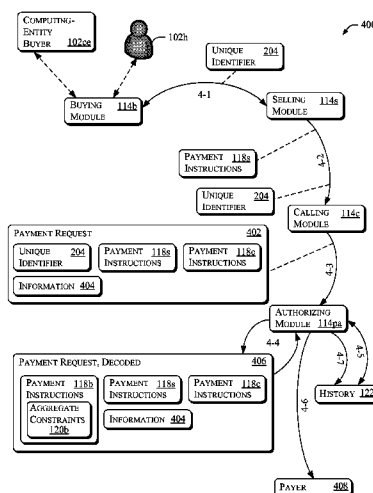 COMPUTING-
ENTITY
BUYER 102ce
102h
UNIQUE
IDENTIFIER 204
400
BUYING
MODULE 114b
4-1
SELLING
MODULE 114s
PAYMENT 118s
INSTRUCTIONS
4-2
UNIQUE 204
IDENTIFIER
CALLING
MODULE 114c
PAYMENT REQUEST 402
UNIQUE 204
IDENTIFIER
PAYMENT 118s
INSTRUCTIONS
PAYMENT 118c
INSTRUCTIONS
INFORMATION 404
4-3
AUTHORIZING
MODULE 114pa
4-4
4-5
4-7
PAYMENT REQUEST, DECODED 406
PAYMENT 118b
INSTRUCTIONS
AGGREGATE
CONSTRAINTS
120b
PAYMENT 118s
INSTRUCTIONS
PAYMENT 118c
INSTRUCTIONS
INFORMATION 404
4-6
HISTORY 122
PAYER 408